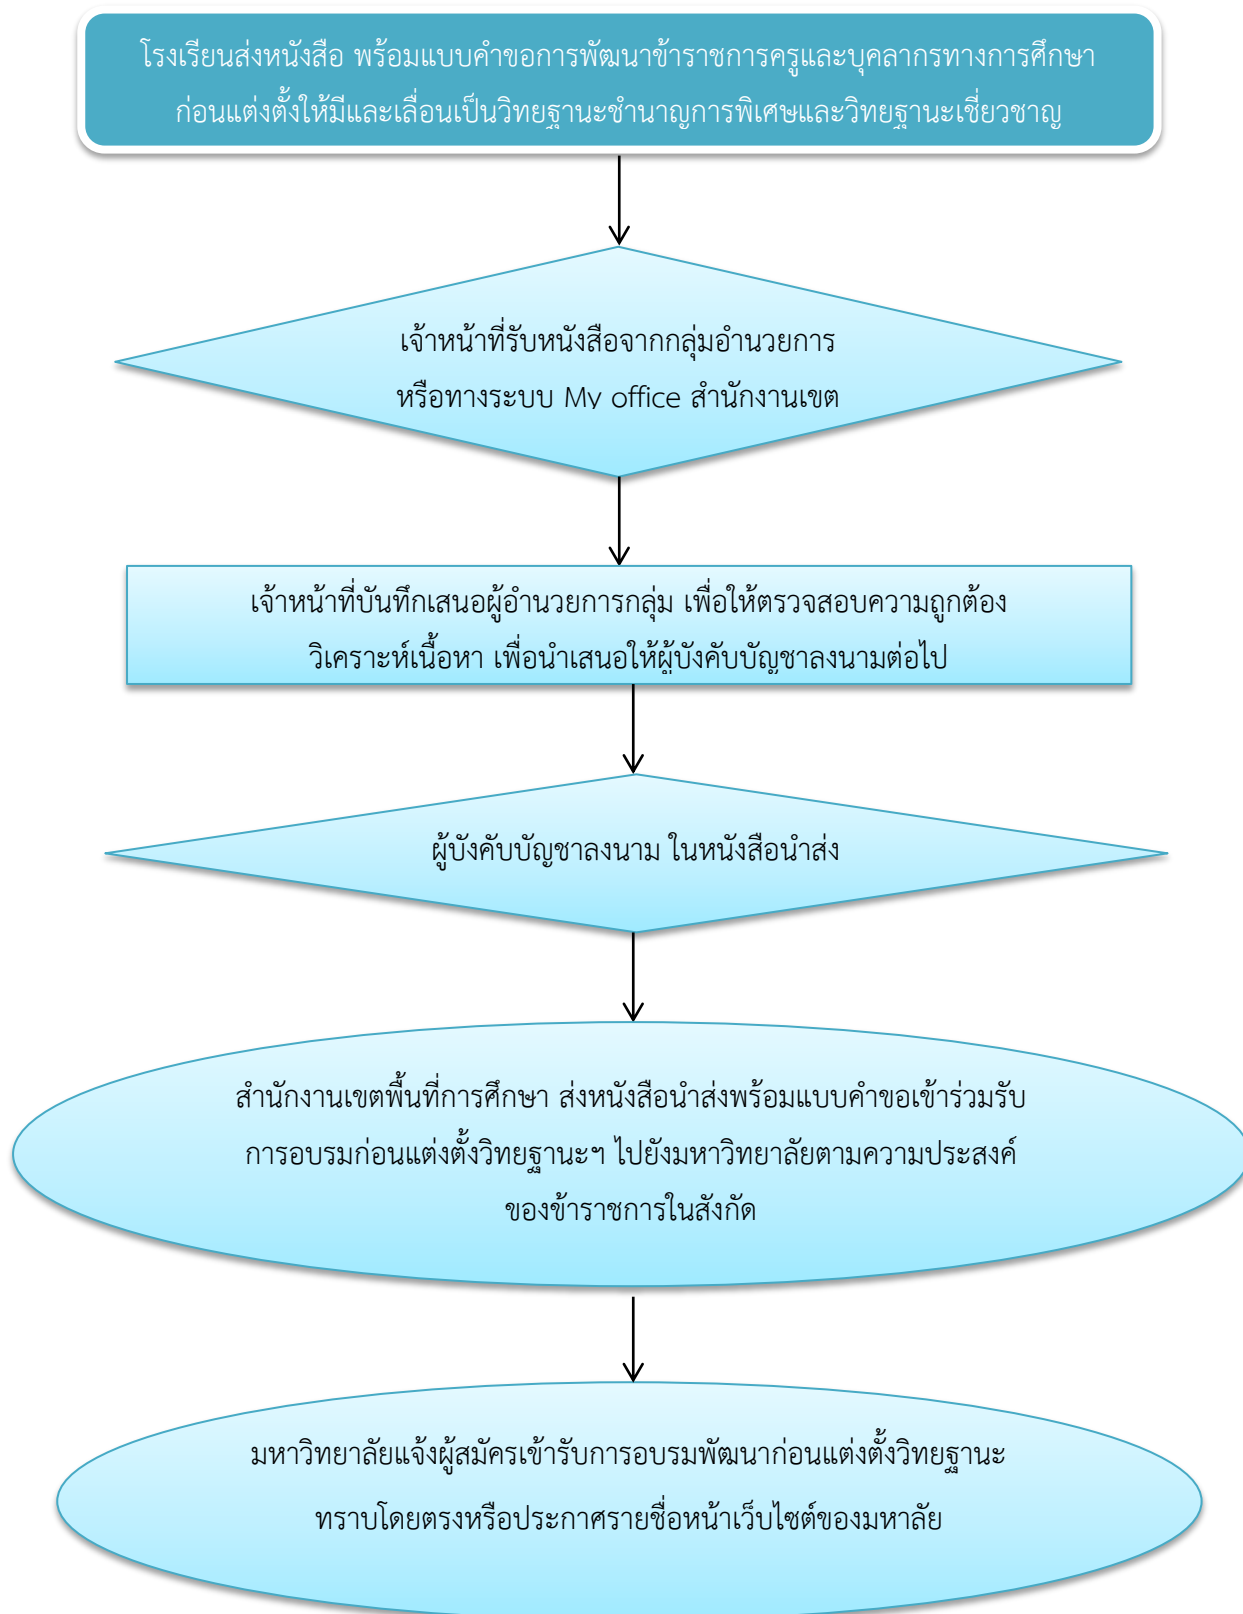 โรงเรียนส่งหนังสือ พร้อมแบบคำขอการพัฒนาข้าราชการครูและบุคลากรทางการศึกษา
ก่อนแต่งตั้งให้มีและเลื่อนเป็นวิทยฐานะชำนาญการพิเศษและวิทยฐานะเชี่ยวชาญ
เจ้าหน้าที่รับหนังสือจากกลุ่มอำนวยการ
หรือทางระบบ My office สำนักงานเขต
เจ้าหน้าที่บันทึกเสนอผู้อำนวยการกลุ่ม เพื่อให้ตรวจสอบความถูกต้อง
วิเคราะห์เนื้อหา เพื่อนำเสนอให้ผู้บังคับบัญชาลงนามต่อไป
ผู้บังคับบัญชาลงนาม ในหนังสือนำส่ง
สำนักงานเขตพื้นที่การศึกษา ส่งหนังสือนำส่งพร้อมแบบคำขอเข้าร่วมรับ
การอบรมก่อนแต่งตั้งวิทยฐานะฯ ไปยังมหาวิทยาลัยตามความประสงค์
ของข้าราชการในสังกัด
มหาวิทยาลัยแจ้งผู้สมัครเข้ารับการอบรมพัฒนาก่อนแต่งตั้งวิทยฐานะ
ทราบโดยตรงหรือประกาศรายชื่อหน้าเว็บไซต์ของมหาลัย